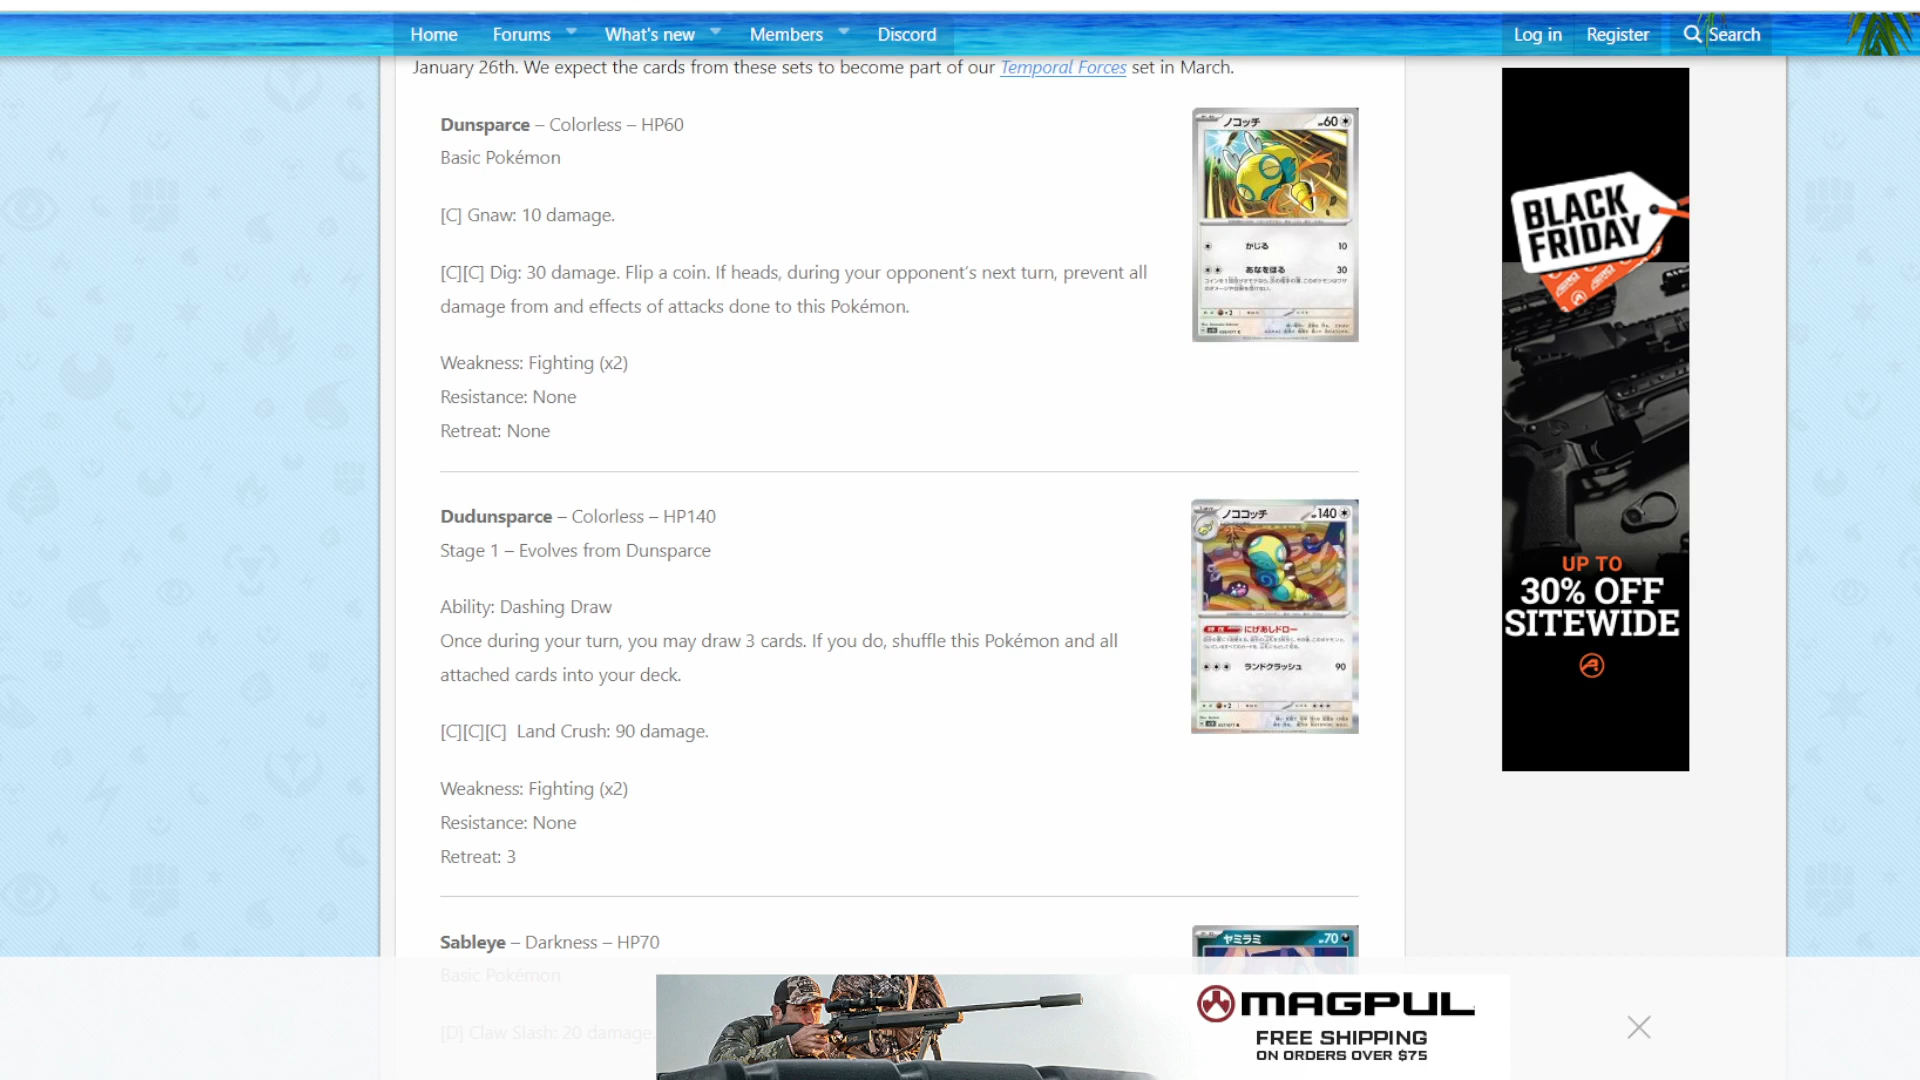 Home Forums What's new Members Discord Log in Register Search
January 26th. We expect the cards from these sets to become part of our Temporal Forces set in March.
Dunsparce – Colorless – HP60
Basic Pokémon
[C] Gnaw: 10 damage.
[C][C] Dig: 30 damage. Flip a coin. If heads, during your opponent’s next turn, prevent all
damage from and effects of attacks done to this Pokémon.
Weakness: Fighting (x2)
Resistance: None
Retreat: None
ノコッチ 60
かじる 10
あなをほる 30
Dudunsparce – Colorless – HP140
Stage 1 – Evolves from Dunsparce
Ability: Dashing Draw
Once during your turn, you may draw 3 cards. If you do, shuffle this Pokémon and all
attached cards into your deck.
[C][C][C] Land Crush: 90 damage.
Weakness: Fighting (x2)
Resistance: None
Retreat: 3
ノココッチ 140
にげあしドロー
ランドクラッシュ 90
Sableye – Darkness – HP70
Basic Pokémon
[D] Claw Slash: 20 damage.
ヤミラミ 70
BLACK
FRIDAY
UP TO
30% OFF
SITEWIDE
MAGPUL
FREE SHIPPING
ON ORDERS OVER $75